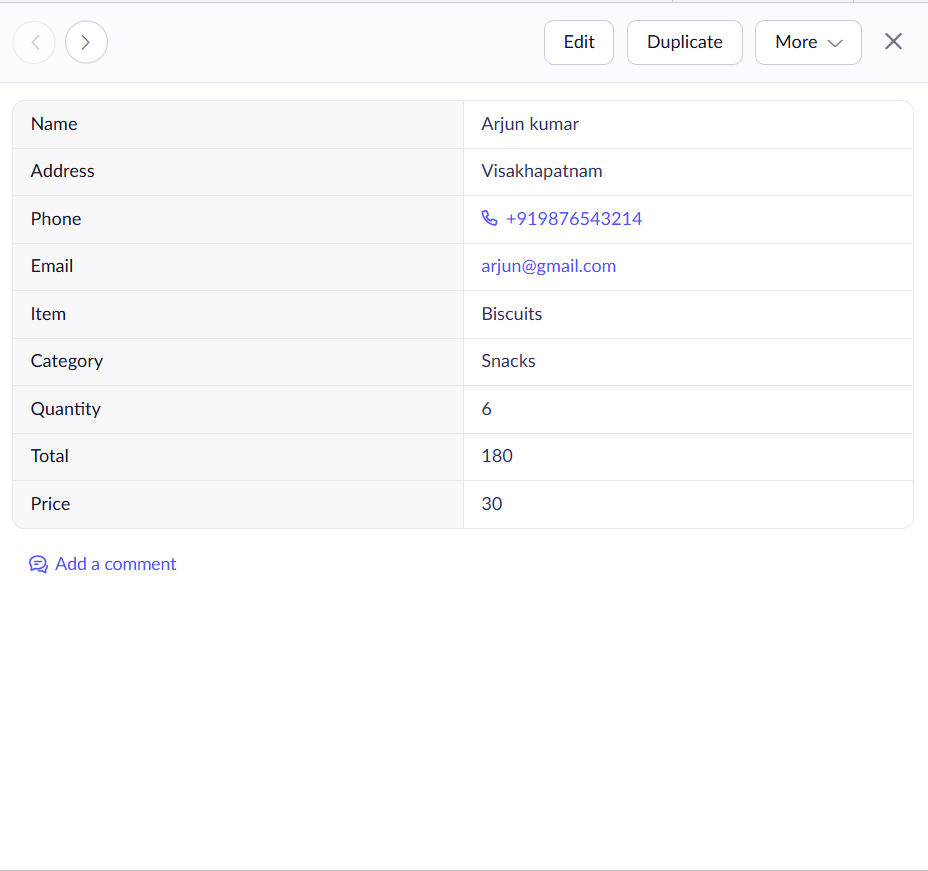 Edit Duplicate More
Name Arjun kumar
Address Visakhapatnam
Phone +919876543214
Email arjun@gmail.com
Item Biscuits
Category Snacks
Quantity 6
Total 180
Price 30
Add a comment